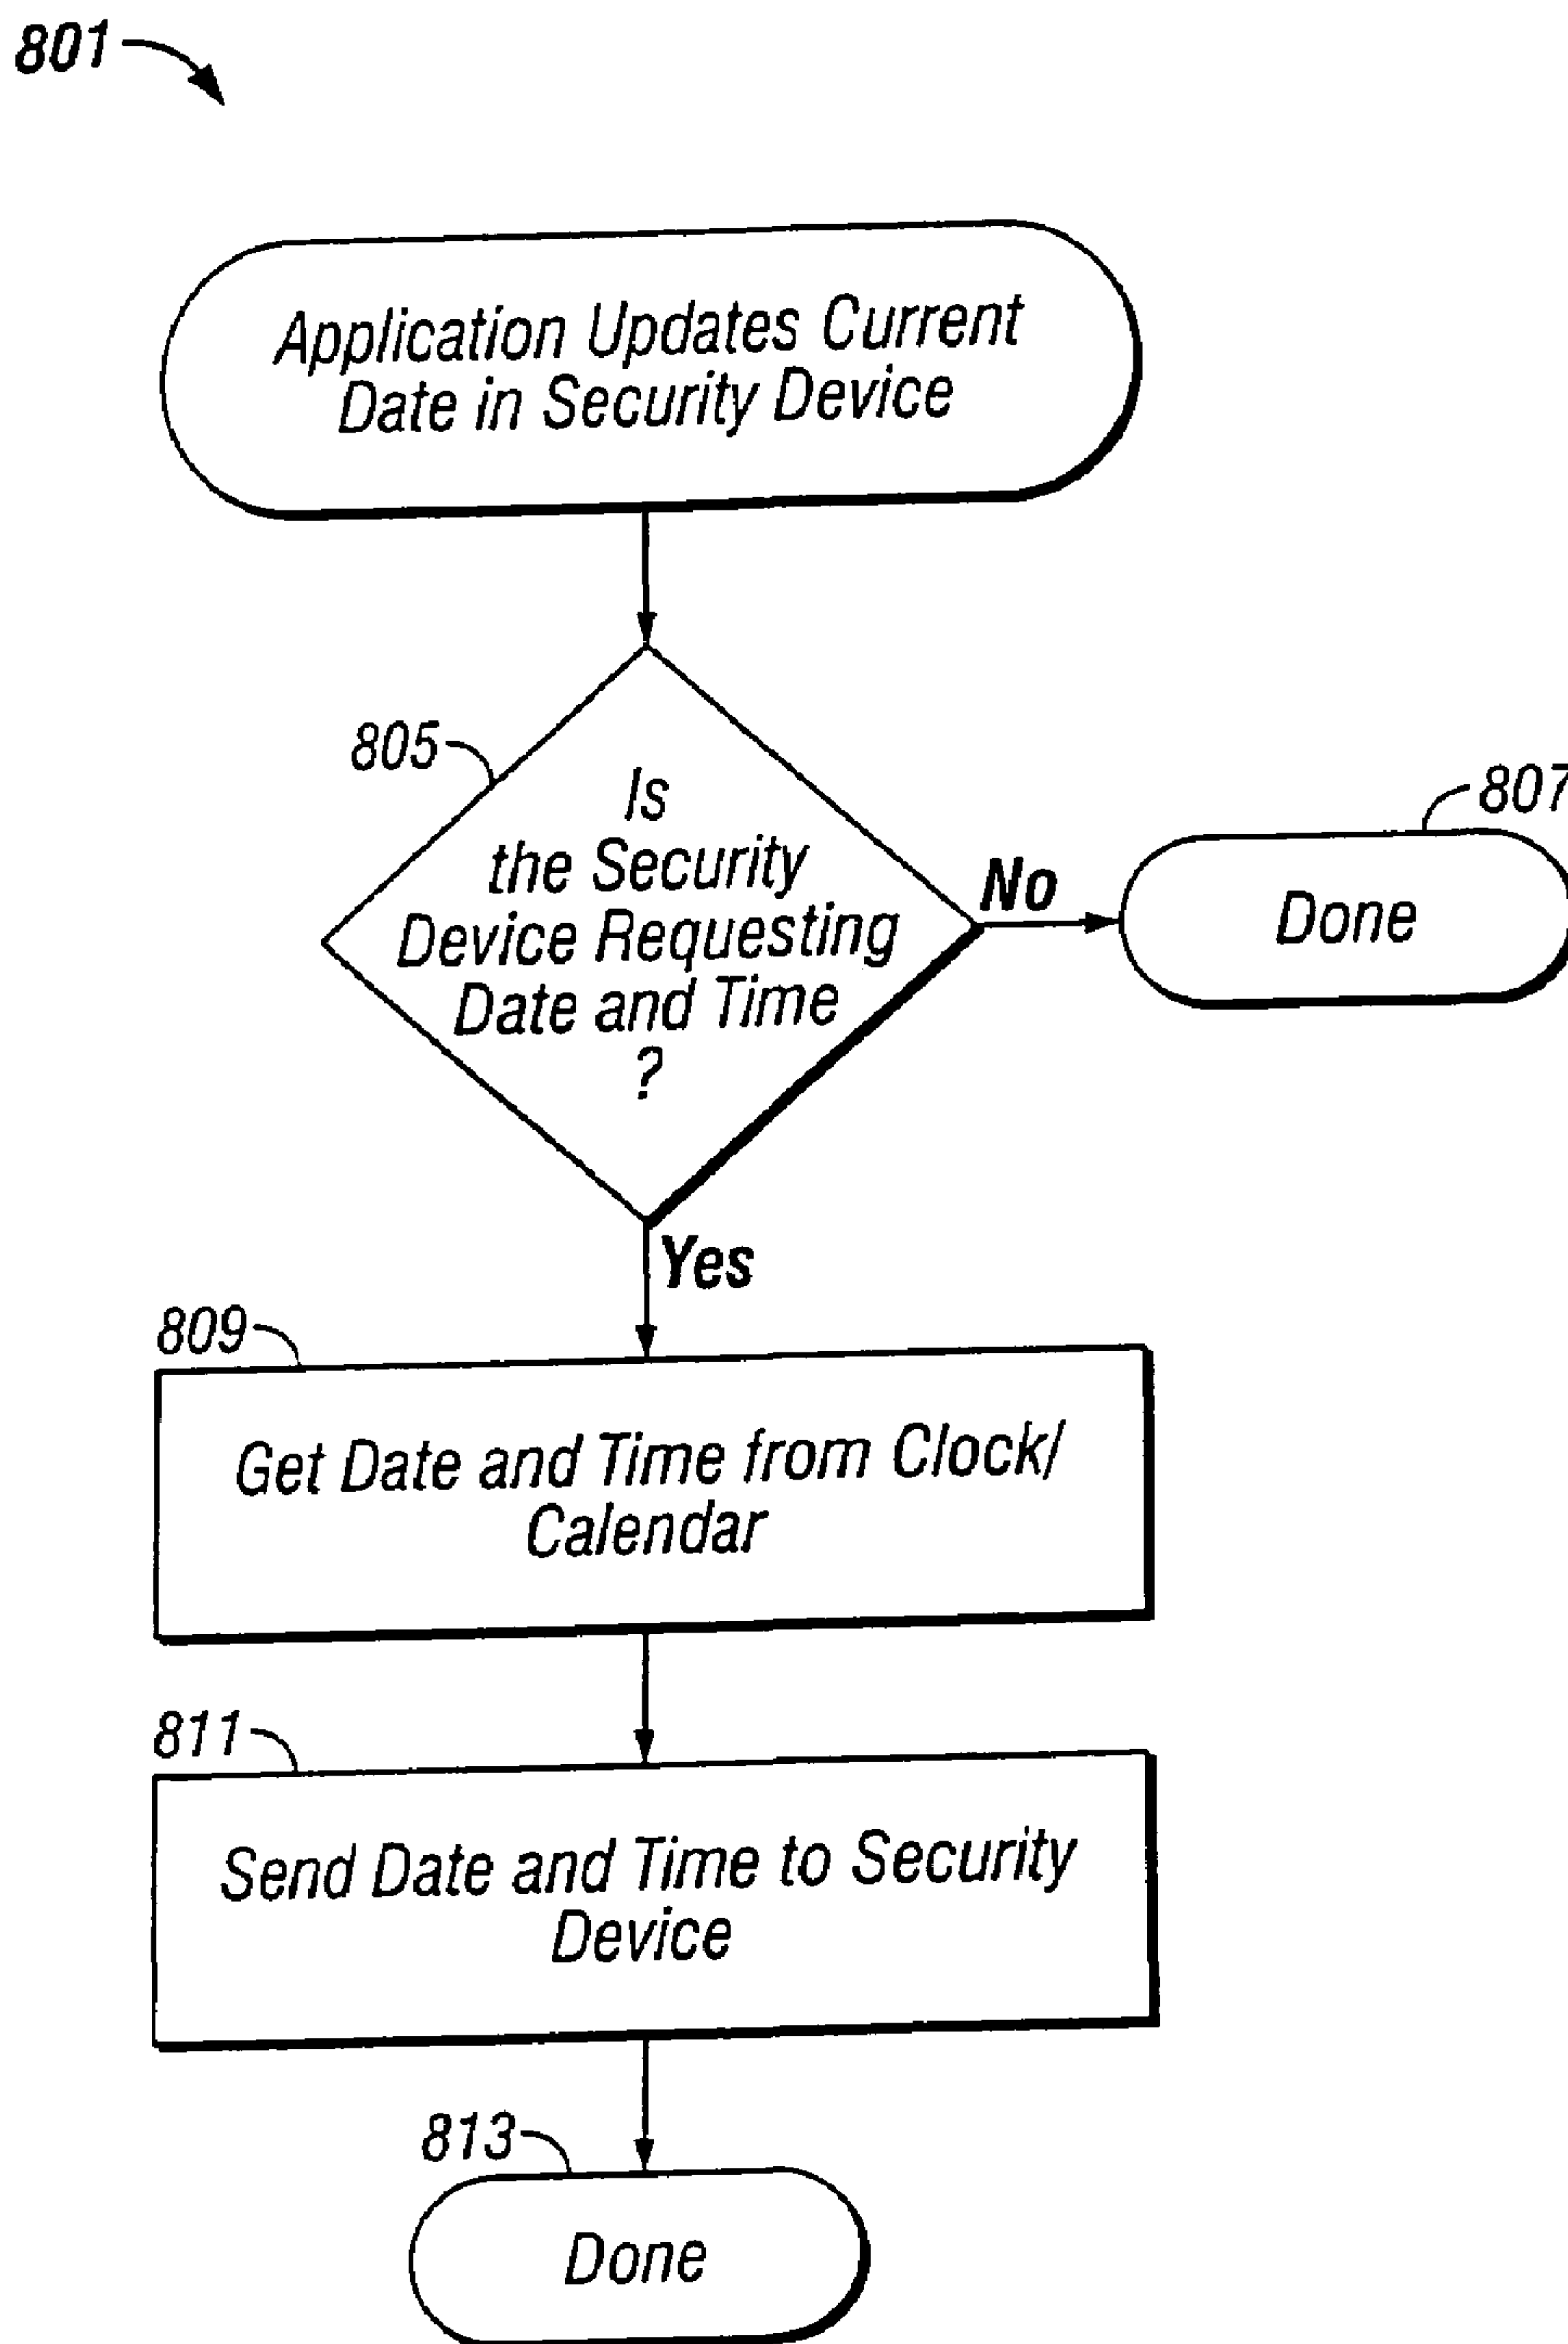 801
Application Updates Current
Date in Security Device
805
Is
the Security
Device Requesting
Date and Time
?
No
807
Done
Yes
809
Get Date and Time from Clock/
Calendar
811
Send Date and Time to Security
Device
813
Done